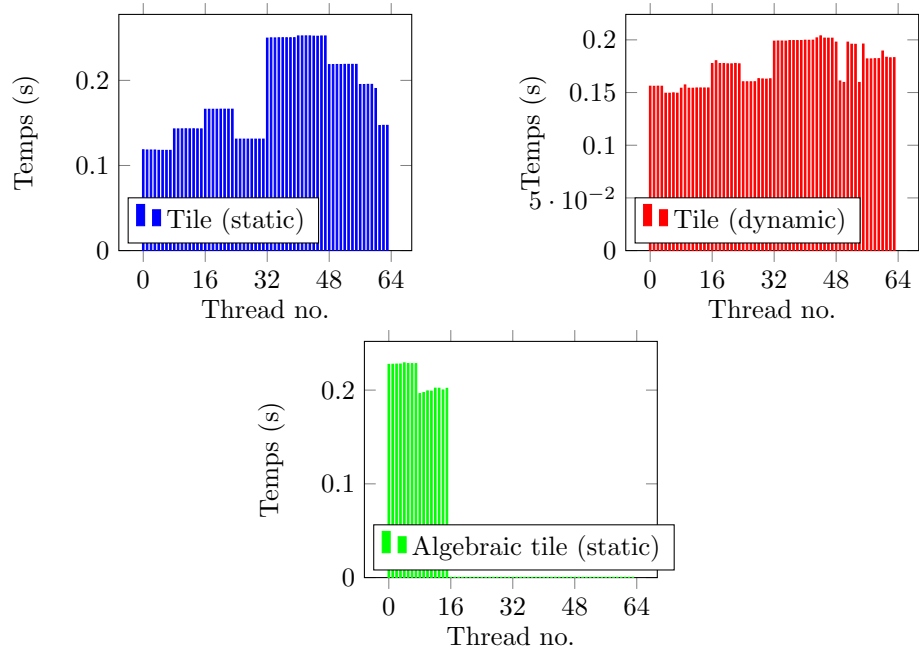 0.2
0.1
0
Temps (s)
Tile (static)
0 16 32 48 64
Thread no.
0.2
0.15
0.1
5 · 10⁻²
0
Temps (s)
Tile (dynamic)
0 16 32 48 64
Thread no.
0.2
0.1
0
Temps (s)
Algebraic tile (static)
0 16 32 48 64
Thread no.